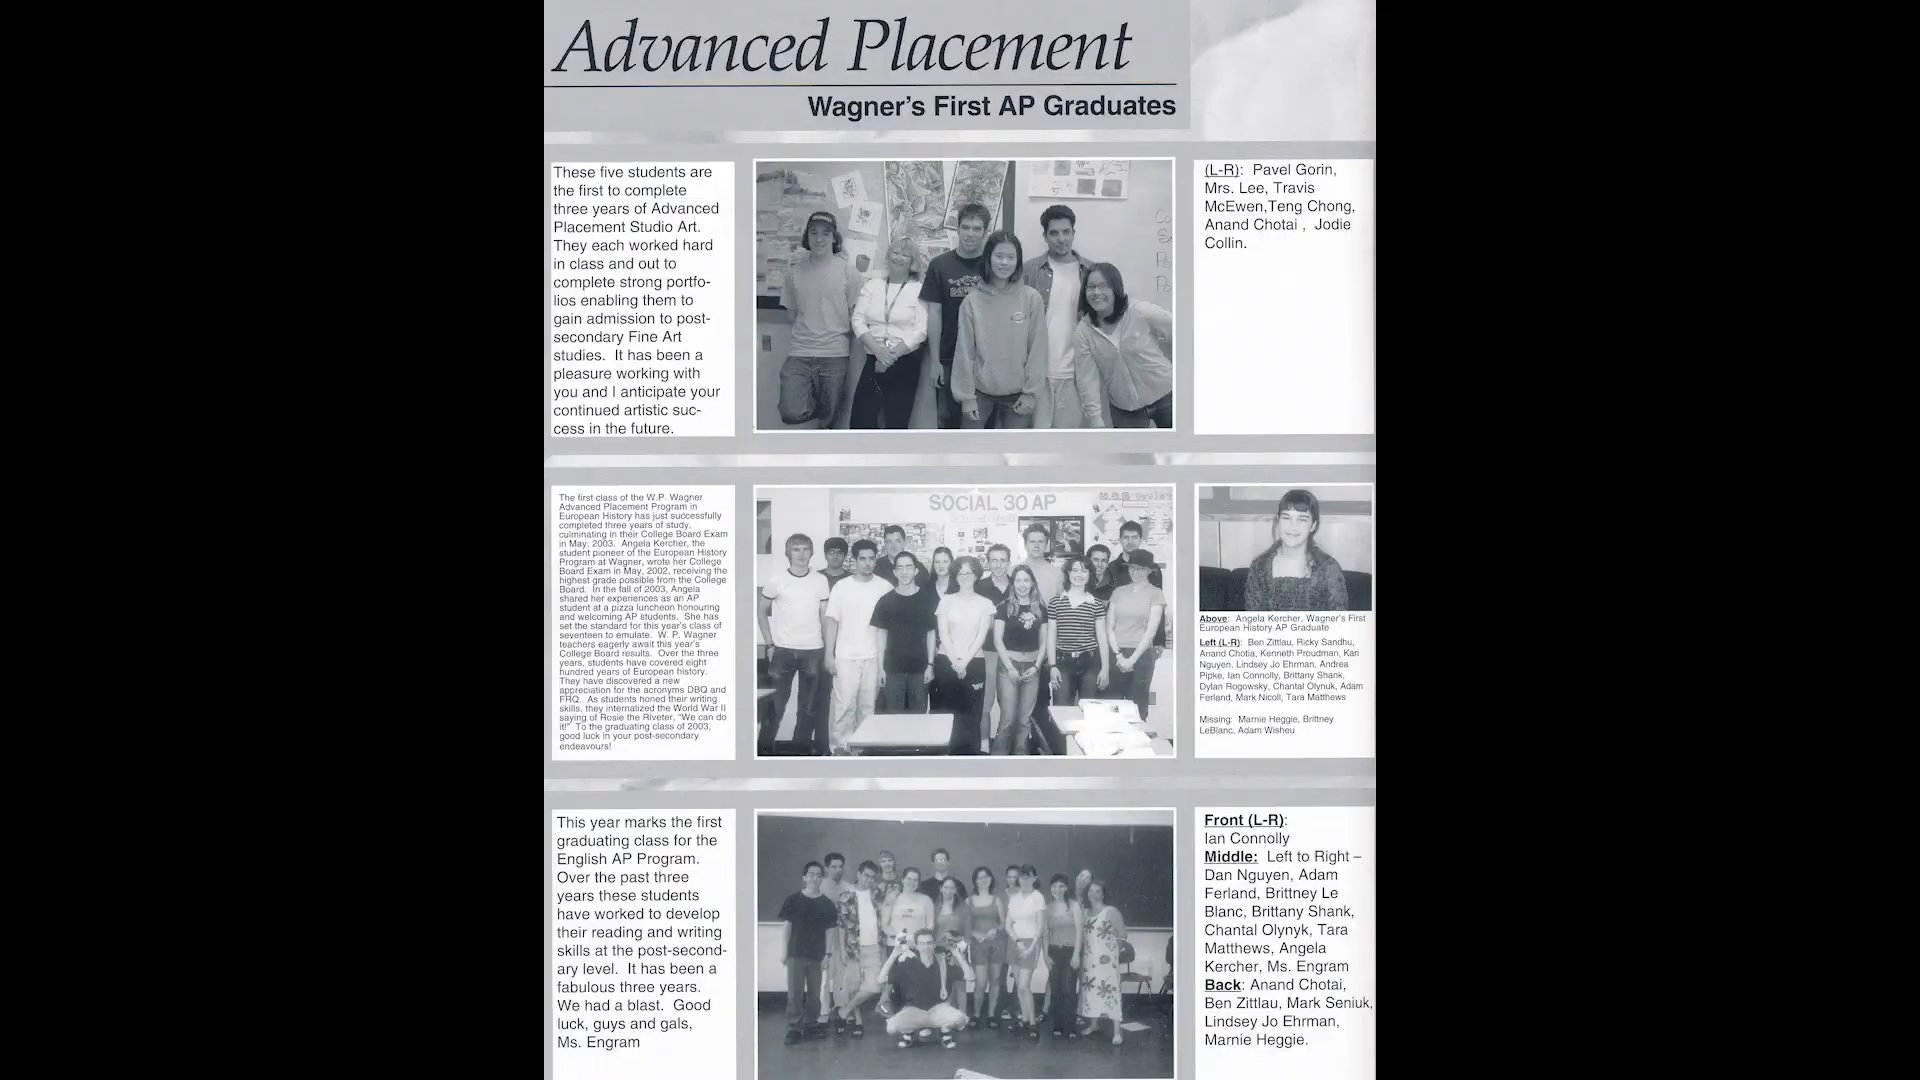 Advanced Placement
Wagner's First AP Graduates
These five students are
the first to complete
three years of Advanced
Placement Studio Art.
They each worked hard
in class and out to
complete strong portfo-
lios enabling them to
gain admission to post-
secondary Fine Art
studies.  It has been a
pleasure working with
you and I anticipate your
continued artistic suc-
cess in the future.
(L-R):  Pavel Gorin,
Mrs. Lee, Travis
McEwen,Teng Chong,
Anand Chotai ,  Jodie
Collin.
The first class of the W.P. Wagner
Advanced Placement Program in
European History has just successfully
completed three years of study,
culminating in their College Board Exam
in May, 2003.  Angela Kercher, the
student pioneer of the European History
Program at Wagner, wrote her College
Board Exam in May, 2002, receiving the
highest grade possible from the College
Board.  In the fall of 2003, Angela
shared her experiences as an AP
student at a pizza luncheon honouring
and welcoming AP students.  She has
set the standard for this year's class of
seventeen to emulate.  W. P. Wagner
teachers eagerly await this year's
College Board results.  Over the three
years, students have covered eight
hundred years of European history.
They have discovered a new
appreciation for the acronyms DBQ and
FRQ.  As students honed their writing
skills, they internalized the World War II
saying of Rosie the Riveter, "We can do
it!"  To the graduating class of 2003,
good luck in your post-secondary
endeavours!
SOCIAL 30 AP
Above:  Angela Kercher, Wagner's First
European History AP Graduate
Left (L-R):  Ben Zittlau, Ricky Sandhu,
Anand Chotia, Kenneth Proudman, Kan
Nguyen. Lindsey Jo Ehrman, Andrea
Pipke, Ian Connolly, Brittany Shank,
Dylan Rogowsky, Chantal Olynuk, Adam
Ferland, Mark Nicoll, Tara Matthews
Missing:  Marnie Heggie, Brittney
LeBlanc, Adam Wisheu
This year marks the first
graduating class for the
English AP Program.
Over the past three
years these students
have worked to develop
their reading and writing
skills at the post-second-
ary level.  It has been a
fabulous three years.
We had a blast.  Good
luck, guys and gals,
Ms. Engram
Front (L-R):
Ian Connolly
Middle:  Left to Right –
Dan Nguyen, Adam
Ferland, Brittney Le
Blanc, Brittany Shank,
Chantal Olynyk, Tara
Matthews, Angela
Kercher, Ms. Engram
Back: Anand Chotai,
Ben Zittlau, Mark Seniuk,
Lindsey Jo Ehrman,
Marnie Heggie.